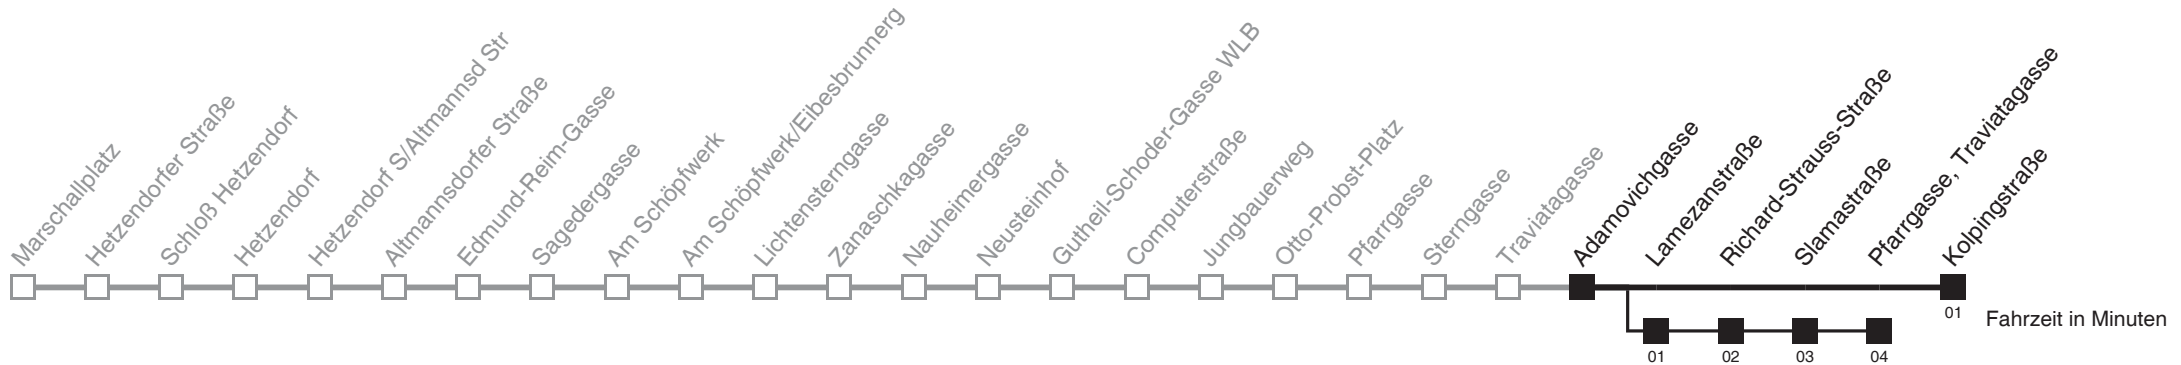 Marschallplatz
Hetzendorfer Straße
Schloß Hetzendorf
Hetzendorf
Hetzendorf S/Altmannsd Str
Altmannsdorfer Straße
Edmund-Reim-Gasse
Sagedergasse
Am Schöpfwerk
Am Schöpfwerk/Eibesbrunnerg
Lichtensterngasse
Zanaschkagasse
Nauheimergasse
Neusteinhof
Gutheil-Schoder-Gasse WLB
Computerstraße
Jungbauerweg
Otto-Probst-Platz
Pfarrgasse
Sterngasse
Traviatagasse
Adamovichgasse
Lamezanstraße
Richard-Strauss-Straße
Slamastraße
Pfarrgasse, Traviatagasse
Kolpingstraße
01
Fahrzeit in Minuten
01
02
03
04